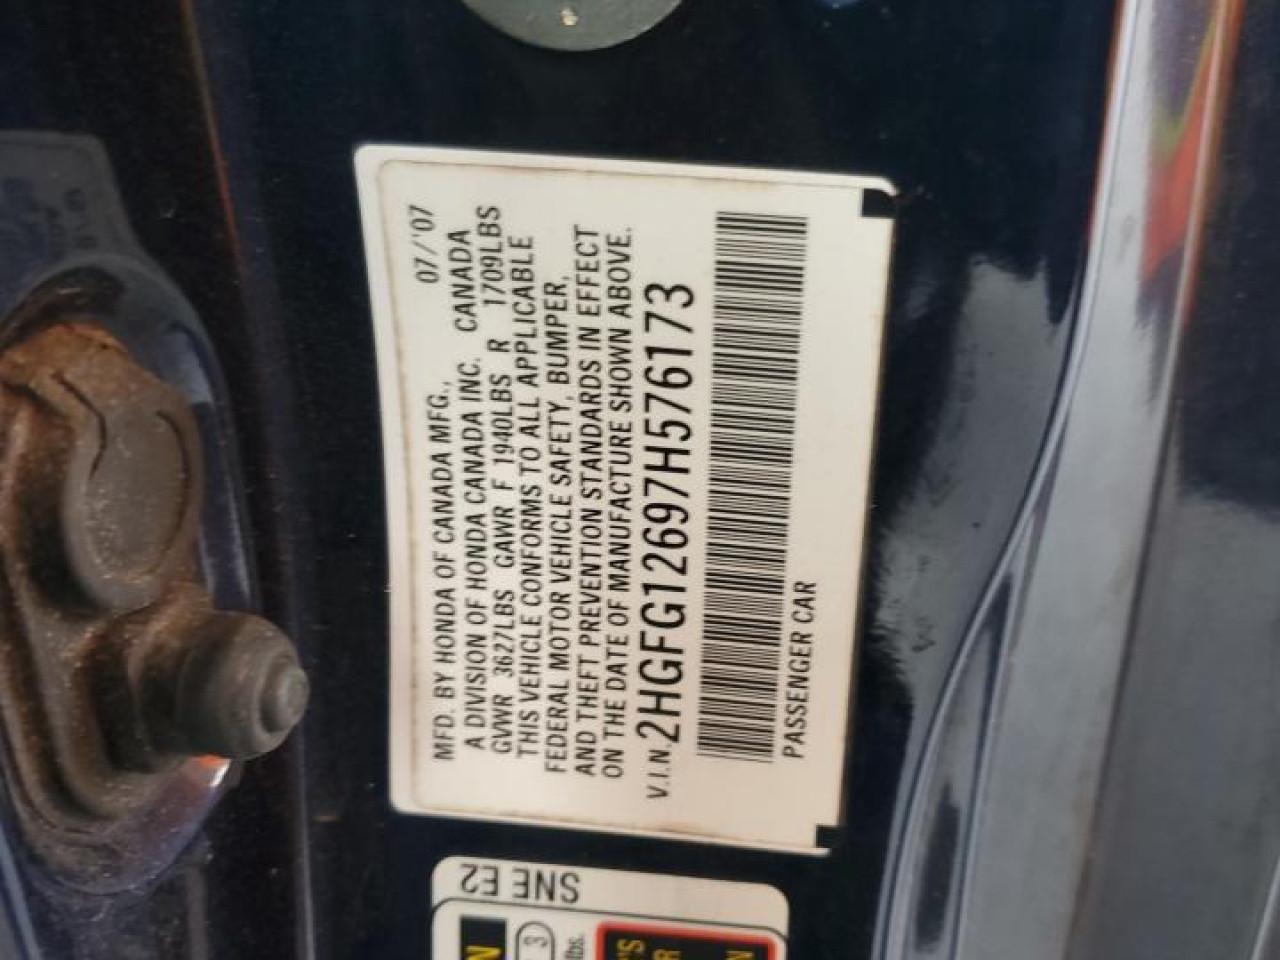 07/'07
MFD. BY HONDA OF CANADA MFG.,
A DIVISION OF HONDA CANADA INC. CANADA
GVWR 3627LBS GAWR F 1940LBS R 1709LBS
THIS VEHICLE CONFORMS TO ALL APPLICABLE
FEDERAL MOTOR VEHICLE SAFETY, BUMPER,
AND THEFT PREVENTION STANDARDS IN EFFECT
ON THE DATE OF MANUFACTURE SHOWN ABOVE.
V.I.N. 2HGFG12697H576173
PASSENGER CAR
SNE E2
3
lbs.